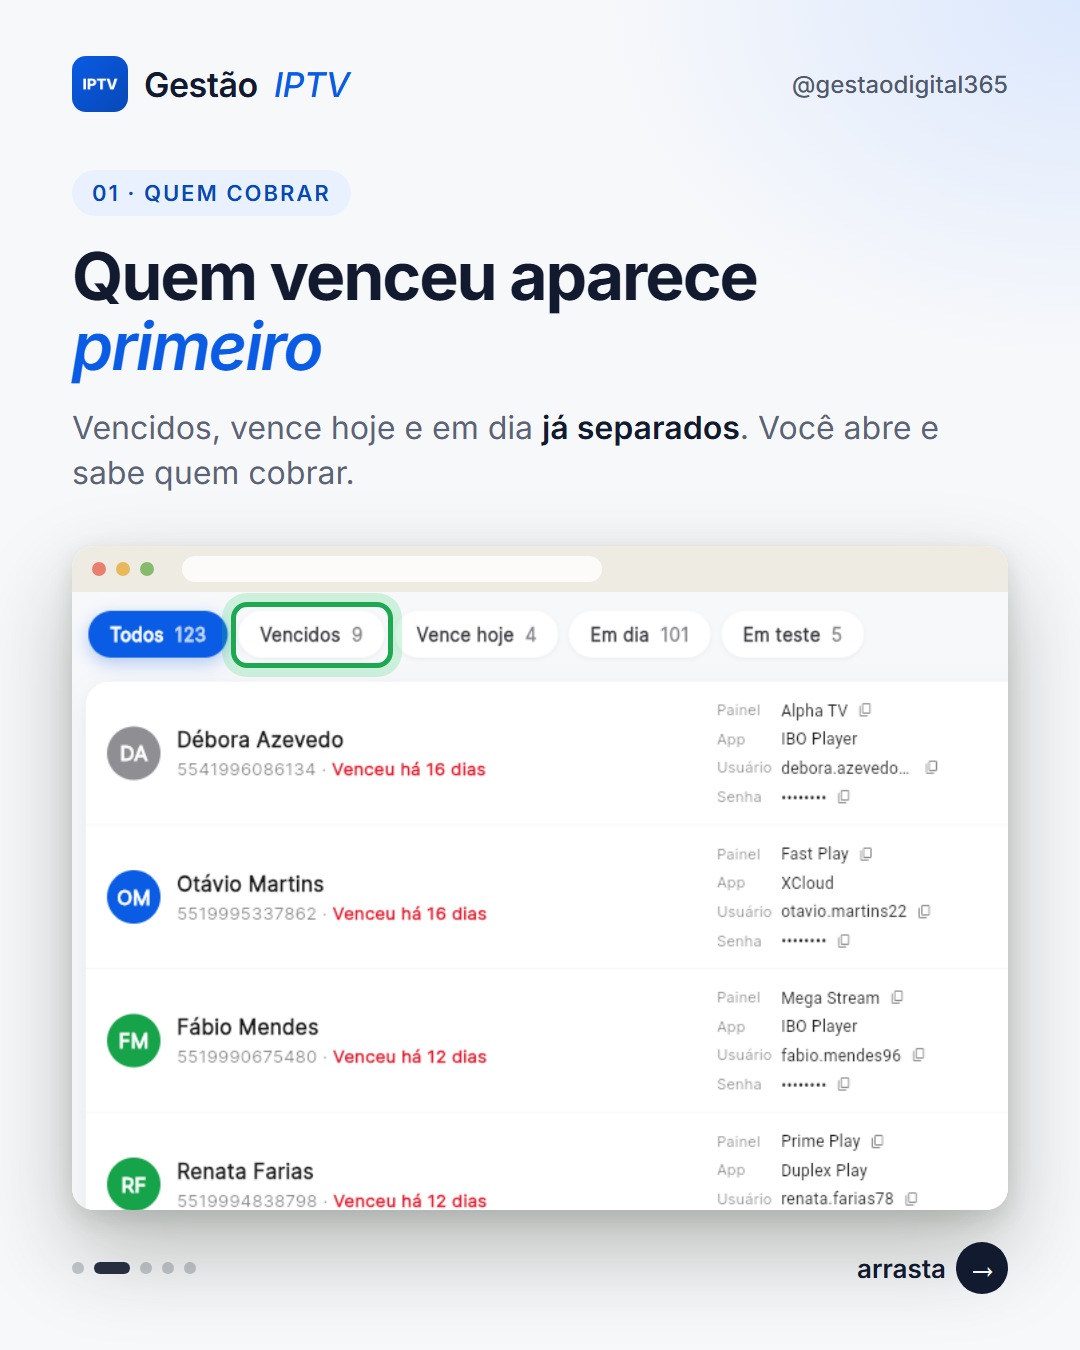 IPTV Gestão IPTV
@gestaodigital365
01 · QUEM COBRAR
Quem venceu aparece
primeiro
Vencidos, vence hoje e em dia já separados. Você abre e
sabe quem cobrar.
Todos 123 Vencidos 9 Vence hoje 4 Em dia 101 Em teste 5
DA
Débora Azevedo
5541996086134 · Venceu há 16 dias
Painel Alpha TV
App IBO Player
Usuário debora.azevedo...
Senha ••••••••
OM
Otávio Martins
5519995337862 · Venceu há 16 dias
Painel Fast Play
App XCloud
Usuário otavio.martins22
Senha ••••••••
FM
Fábio Mendes
5519990675480 · Venceu há 12 dias
Painel Mega Stream
App IBO Player
Usuário fabio.mendes96
Senha ••••••••
RF
Renata Farias
5519994838798 · Venceu há 12 dias
Painel Prime Play
App Duplex Play
Usuário renata.farias78
arrasta →